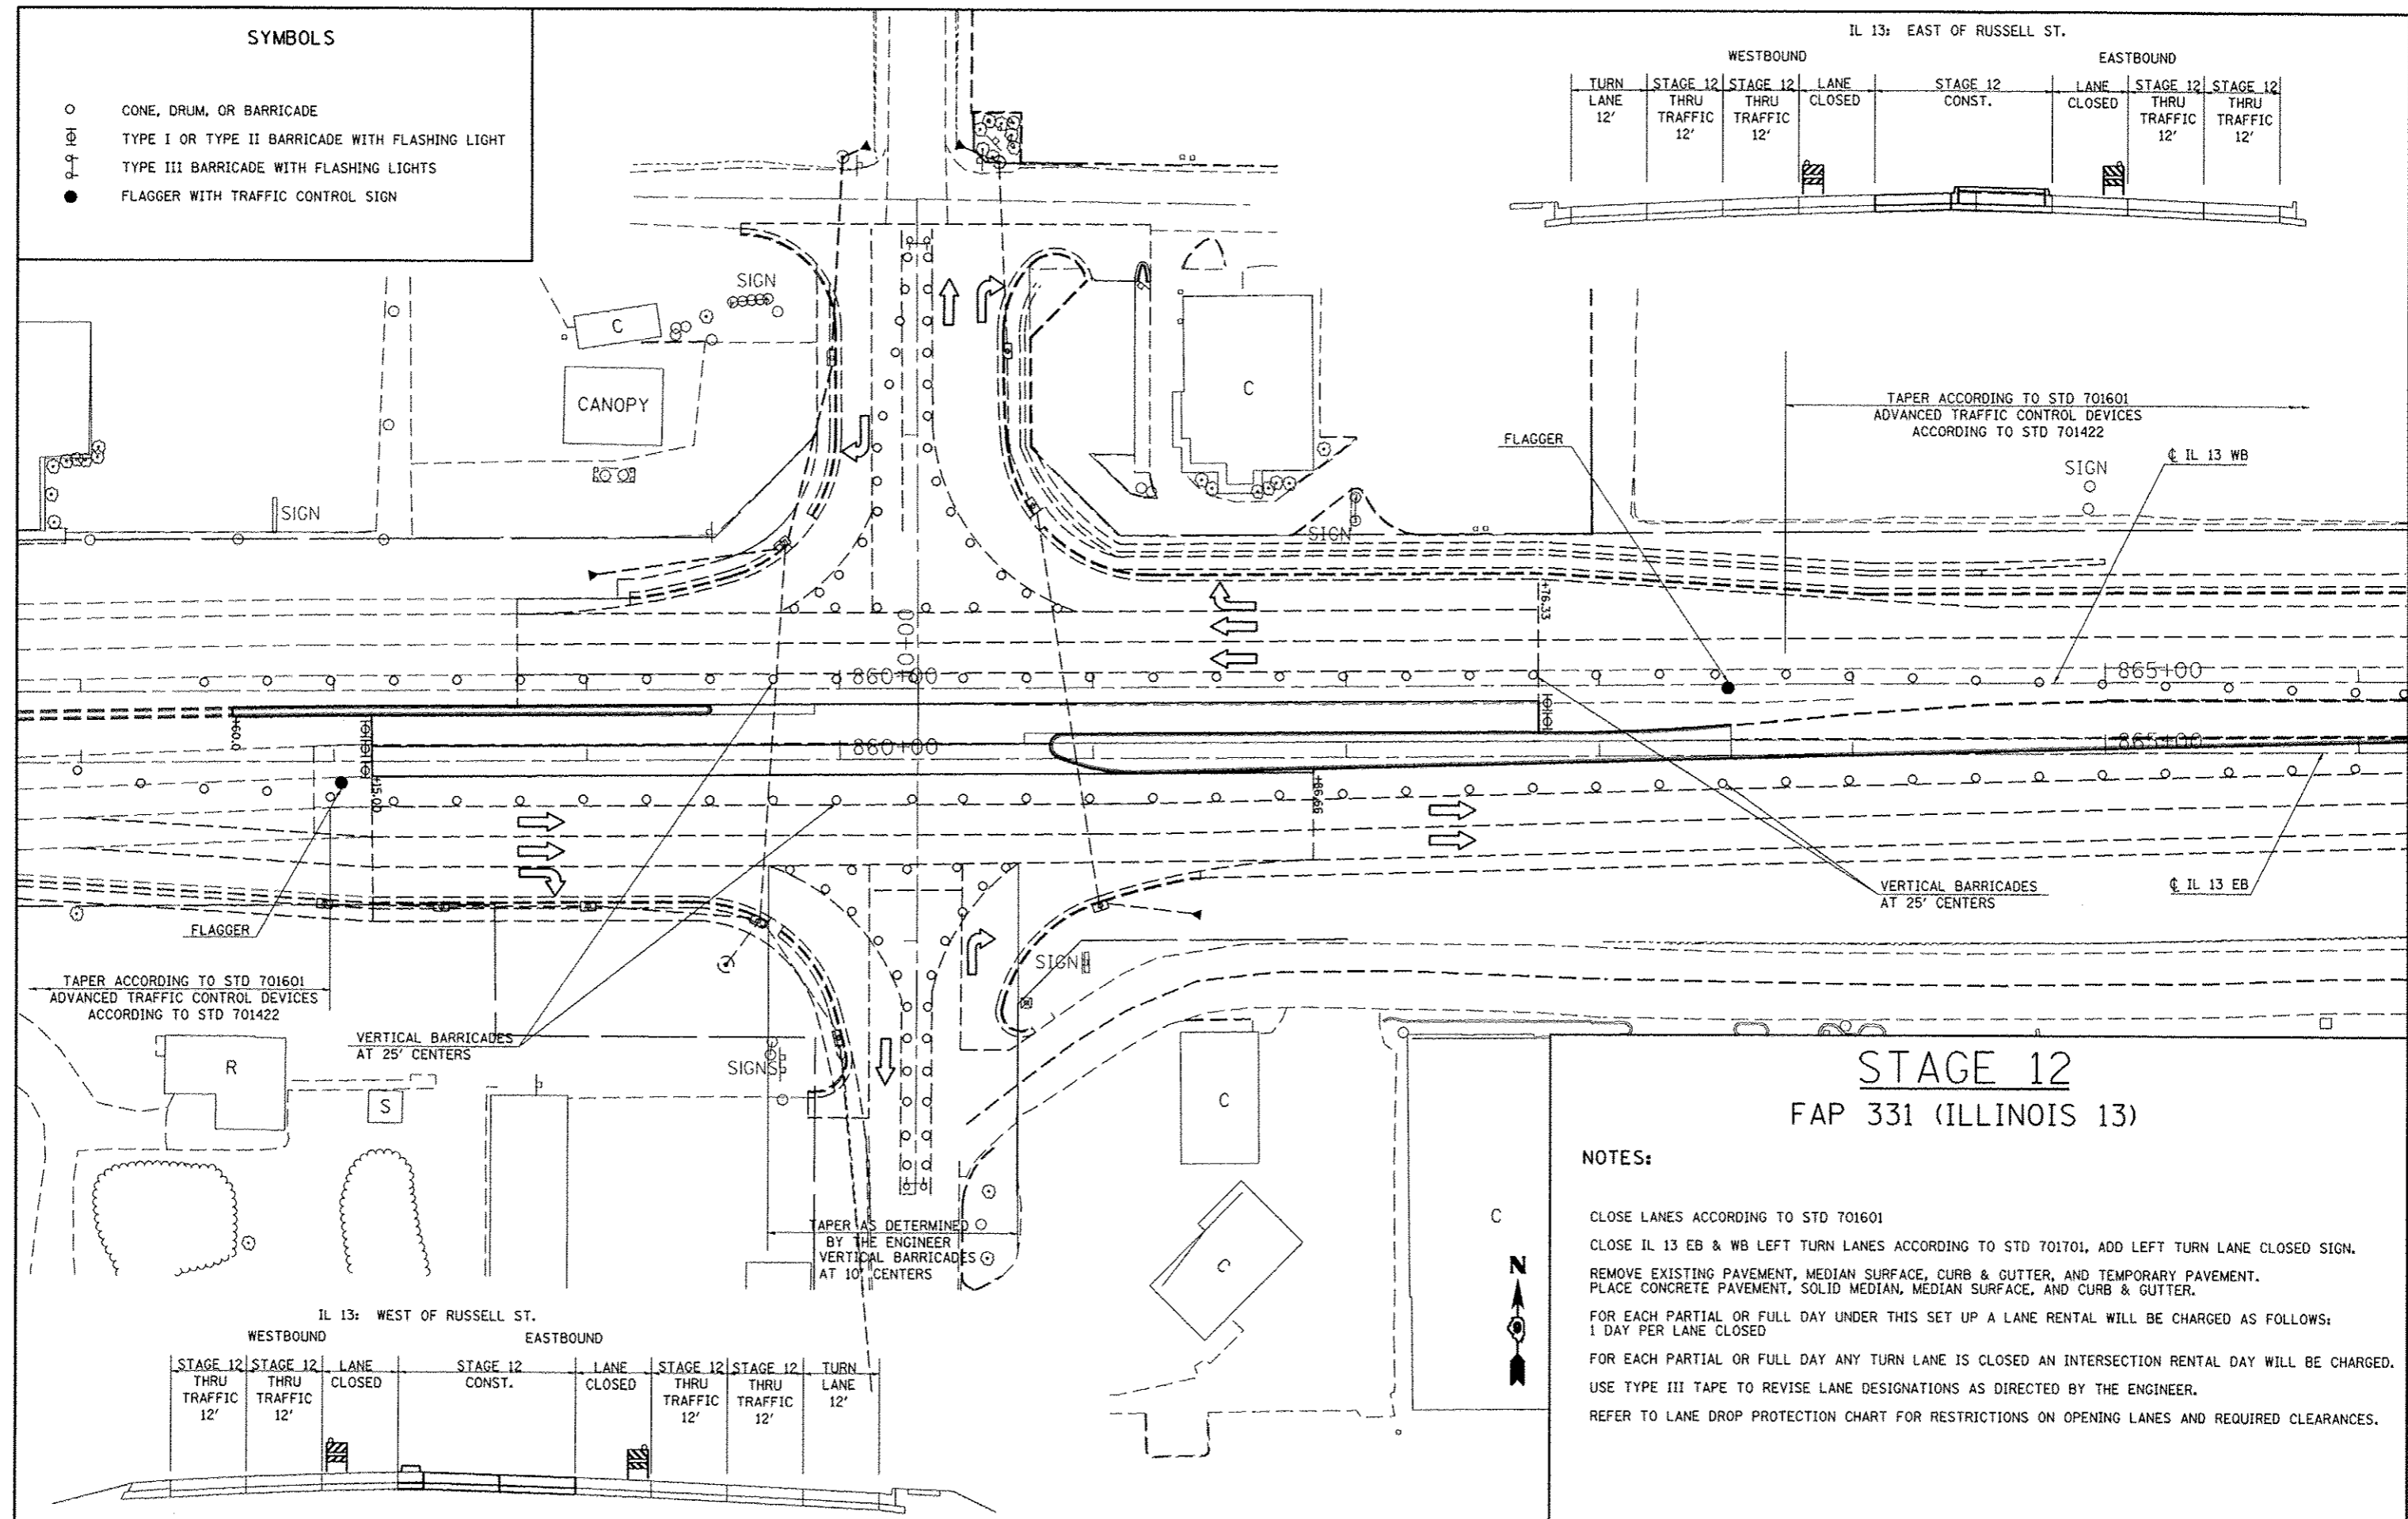 SYMBOLS
CONE, DRUM, OR BARRICADE
TYPE I OR TYPE II BARRICADE WITH FLASHING LIGHT
TYPE III BARRICADE WITH FLASHING LIGHTS
FLAGGER WITH TRAFFIC CONTROL SIGN
IL 13: EAST OF RUSSELL ST.
WESTBOUND
EASTBOUND
TURN LANE 12'
STAGE 12 THRU TRAFFIC 12'
STAGE 12 THRU TRAFFIC 12'
LANE CLOSED
STAGE 12 CONST.
LANE CLOSED
STAGE 12 THRU TRAFFIC 12'
STAGE 12 THRU TRAFFIC 12'
SIGN
C
CANOPY
C
SIGN
SIGN
FLAGGER
TAPER ACCORDING TO STD 701601
ADVANCED TRAFFIC CONTROL DEVICES
ACCORDING TO STD 701422
SIGN
℄ IL 13 WB
+76.33
0+00
860+00
865+00
+60.0
860+00
865+00
+15.00
+86.66
FLAGGER
VERTICAL BARRICADES
AT 25' CENTERS
℄ IL 13 EB
TAPER ACCORDING TO STD 701601
ADVANCED TRAFFIC CONTROL DEVICES
ACCORDING TO STD 701422
SIGN
VERTICAL BARRICADES
AT 25' CENTERS
R
S
SIGNS
C
C
C
TAPER AS DETERMINED
BY THE ENGINEER
VERTICAL BARRICADES
AT 10' CENTERS
IL 13: WEST OF RUSSELL ST.
WESTBOUND
EASTBOUND
STAGE 12 THRU TRAFFIC 12'
STAGE 12 THRU TRAFFIC 12'
LANE CLOSED
STAGE 12 CONST.
LANE CLOSED
STAGE 12 THRU TRAFFIC 12'
STAGE 12 THRU TRAFFIC 12'
TURN LANE 12'
N
STAGE 12
FAP 331 (ILLINOIS 13)
NOTES:
CLOSE LANES ACCORDING TO STD 701601
CLOSE IL 13 EB & WB LEFT TURN LANES ACCORDING TO STD 701701, ADD LEFT TURN LANE CLOSED SIGN.
REMOVE EXISTING PAVEMENT, MEDIAN SURFACE, CURB & GUTTER, AND TEMPORARY PAVEMENT.
PLACE CONCRETE PAVEMENT, SOLID MEDIAN, MEDIAN SURFACE, AND CURB & GUTTER.
FOR EACH PARTIAL OR FULL DAY UNDER THIS SET UP A LANE RENTAL WILL BE CHARGED AS FOLLOWS:
1 DAY PER LANE CLOSED
FOR EACH PARTIAL OR FULL DAY ANY TURN LANE IS CLOSED AN INTERSECTION RENTAL DAY WILL BE CHARGED.
USE TYPE III TAPE TO REVISE LANE DESIGNATIONS AS DIRECTED BY THE ENGINEER.
REFER TO LANE DROP PROTECTION CHART FOR RESTRICTIONS ON OPENING LANES AND REQUIRED CLEARANCES.